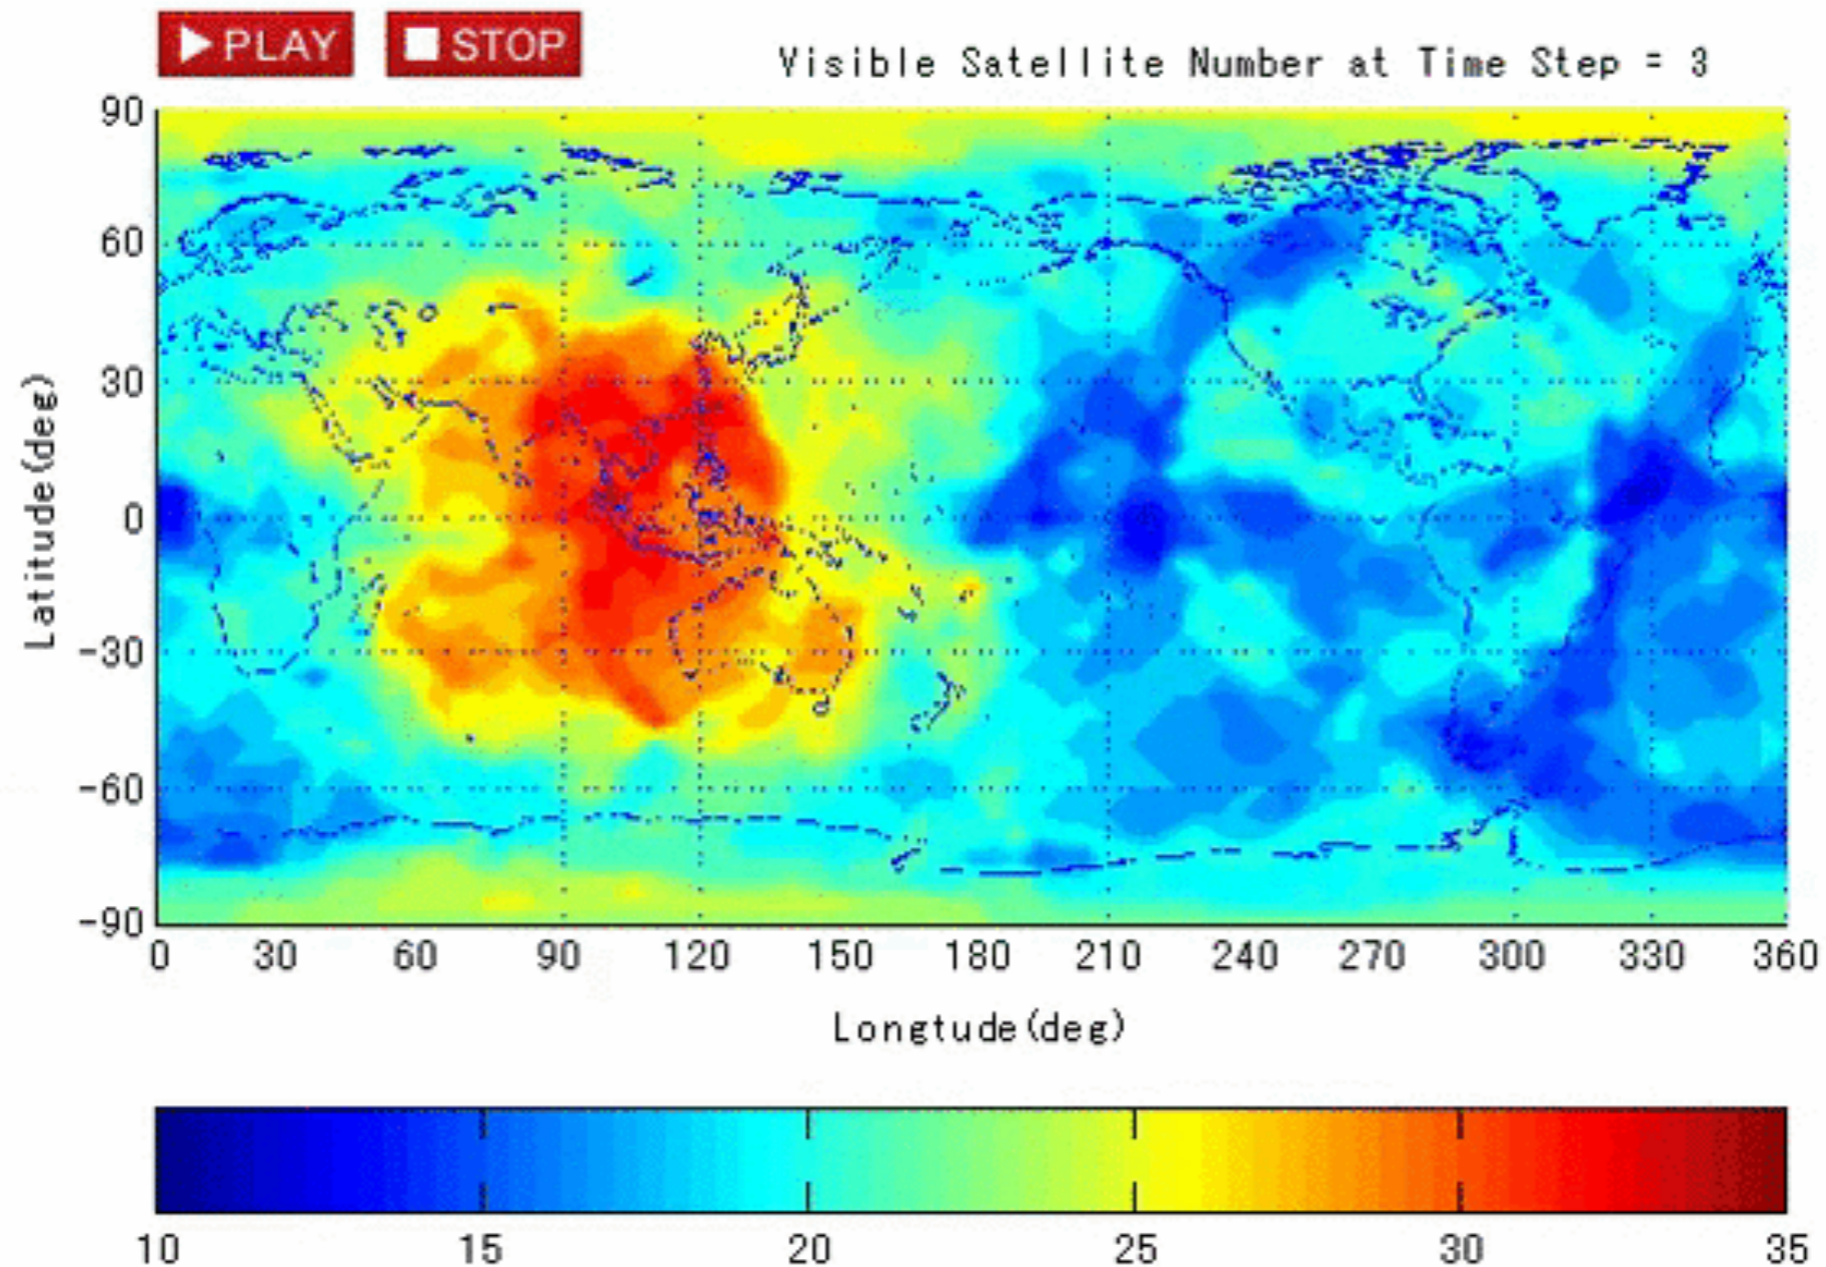 PLAY STOP
Visible Satellite Number at Time Step = 3
90
60
30
0
-30
-60
-90
Latitude(deg)
0 30 60 90 120 150 180 210 240 270 300 330 360
Longtude(deg)
10 15 20 25 30 35